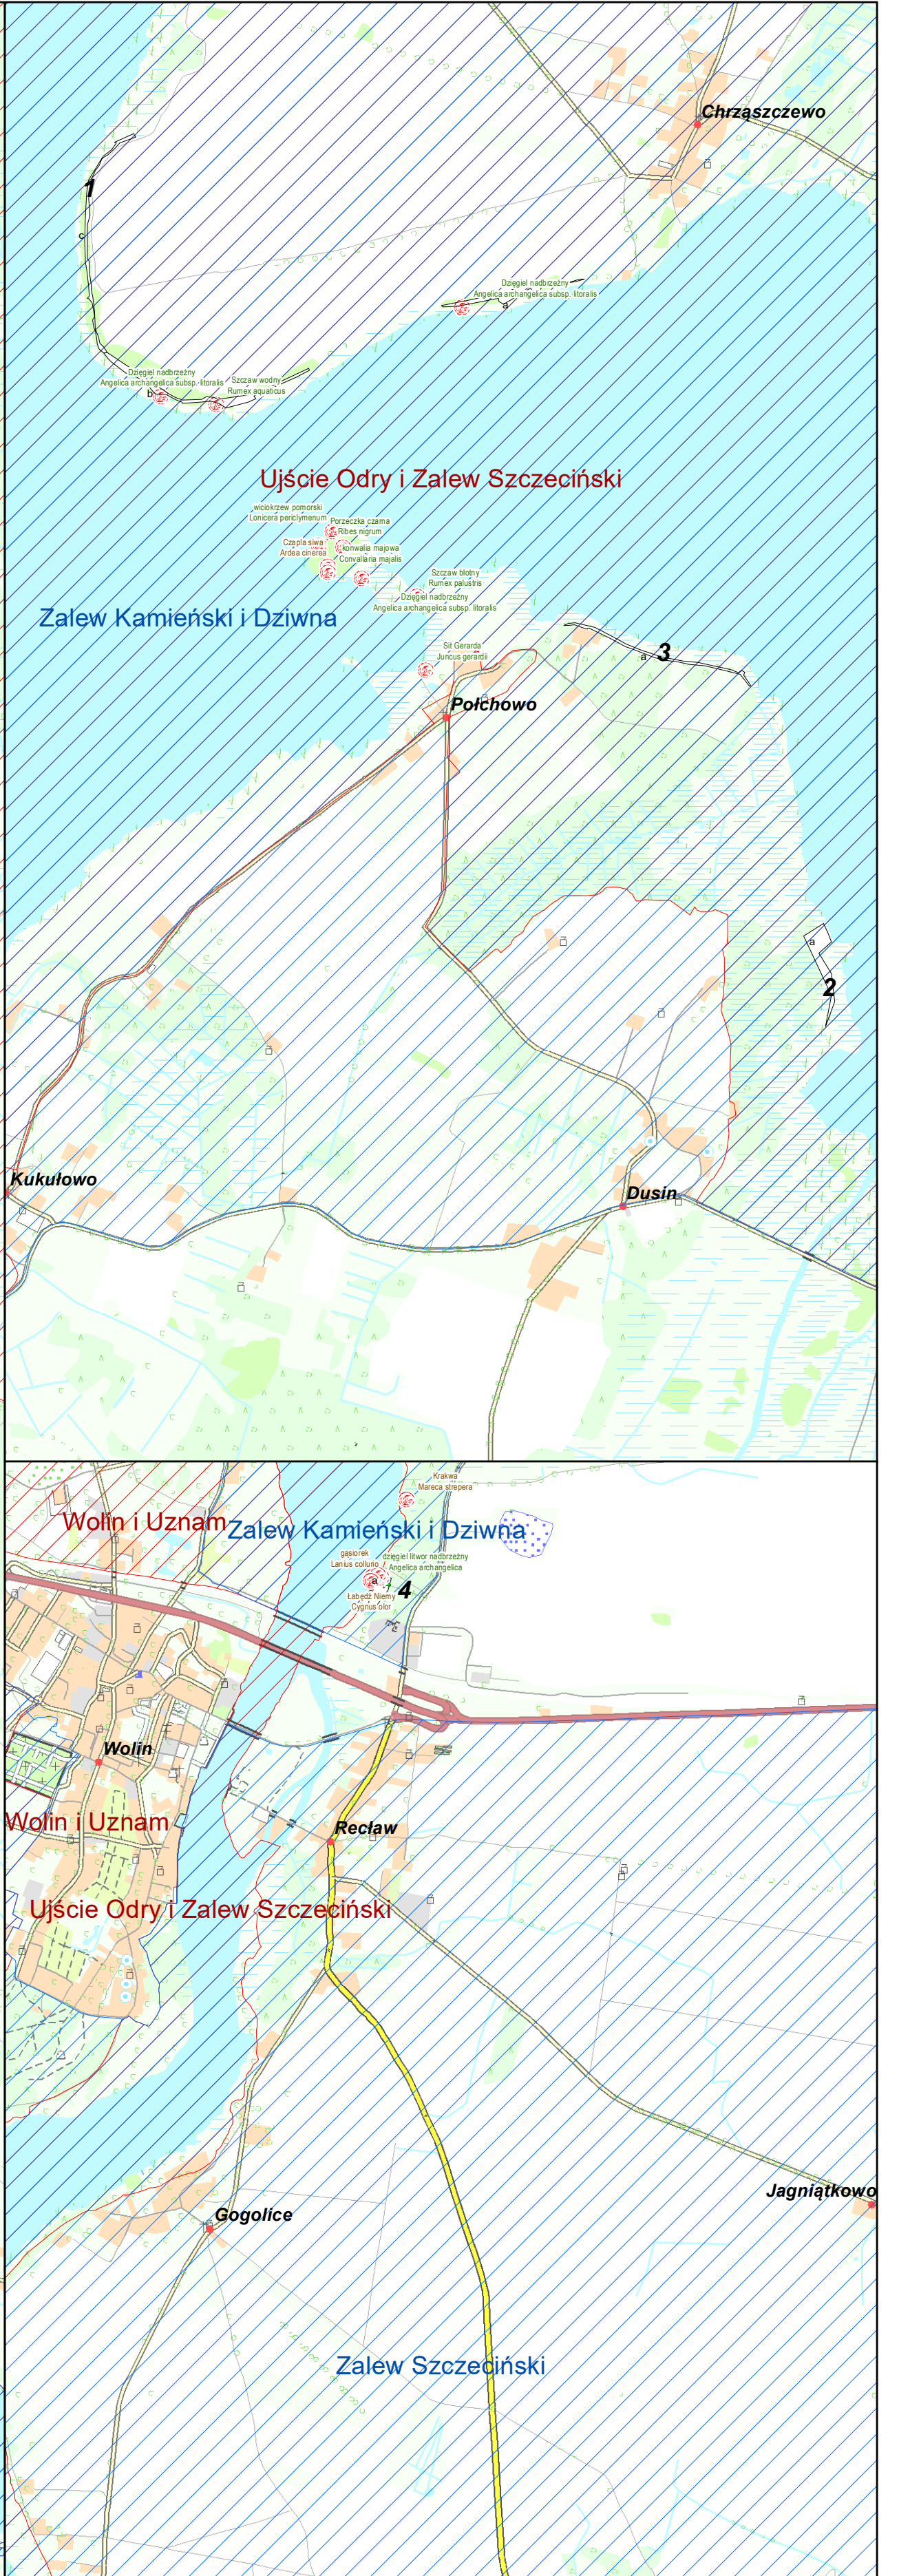 Chrząszczewo
1
c
Dzięgiel nadbrzeżny
Angelica archangelica subsp. litoralis
a
Dzięgiel nadbrzeżny
Angelica archangelica subsp. litoralis
b
Szczaw wodny
Rumex aquaticus
Ujście Odry i Zalew Szczeciński
wiciokrzew pomorski
Lonicera periclymenum
Porzeczka czarna
Ribes nigrum
Czapla siwa
Ardea cinerea
konwalia majowa
Convallaria majalis
Szczaw błotny
Rumex palustris
Dzięgiel nadbrzeżny
Angelica archangelica subsp. litoralis
Zalew Kamieński i Dziwna
Sit Gerarda
Juncus gerardii
a
3
Połchowo
a
2
Kukułowo
Dusin
Krakwa
Mareca strepera
Wolin i Uznam
Zalew Kamieński i Dziwna
gąsiorek
Lanius collurio
dzięgiel litwor nadbrzeżny
Angelica archangelica
a
4
Łabędź Niemy
Cygnus olor
Wolin
Wolin i Uznam
Recław
Ujście Odry i Zalew Szczeciński
Jagniątkowo
Gogolice
Zalew Szczeciński